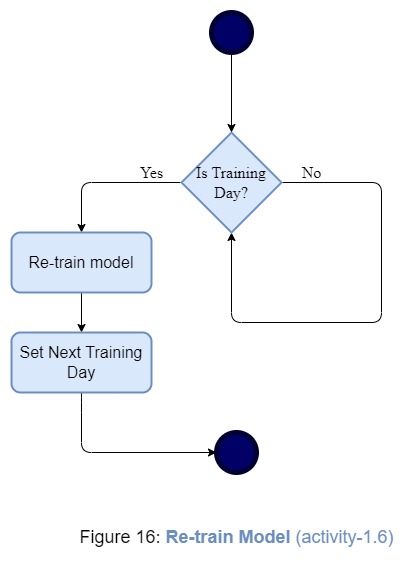 Is Training
Day?
Yes
No
Re-train model
Set Next Training
Day
Figure 16: Re-train Model (activity-1.6)